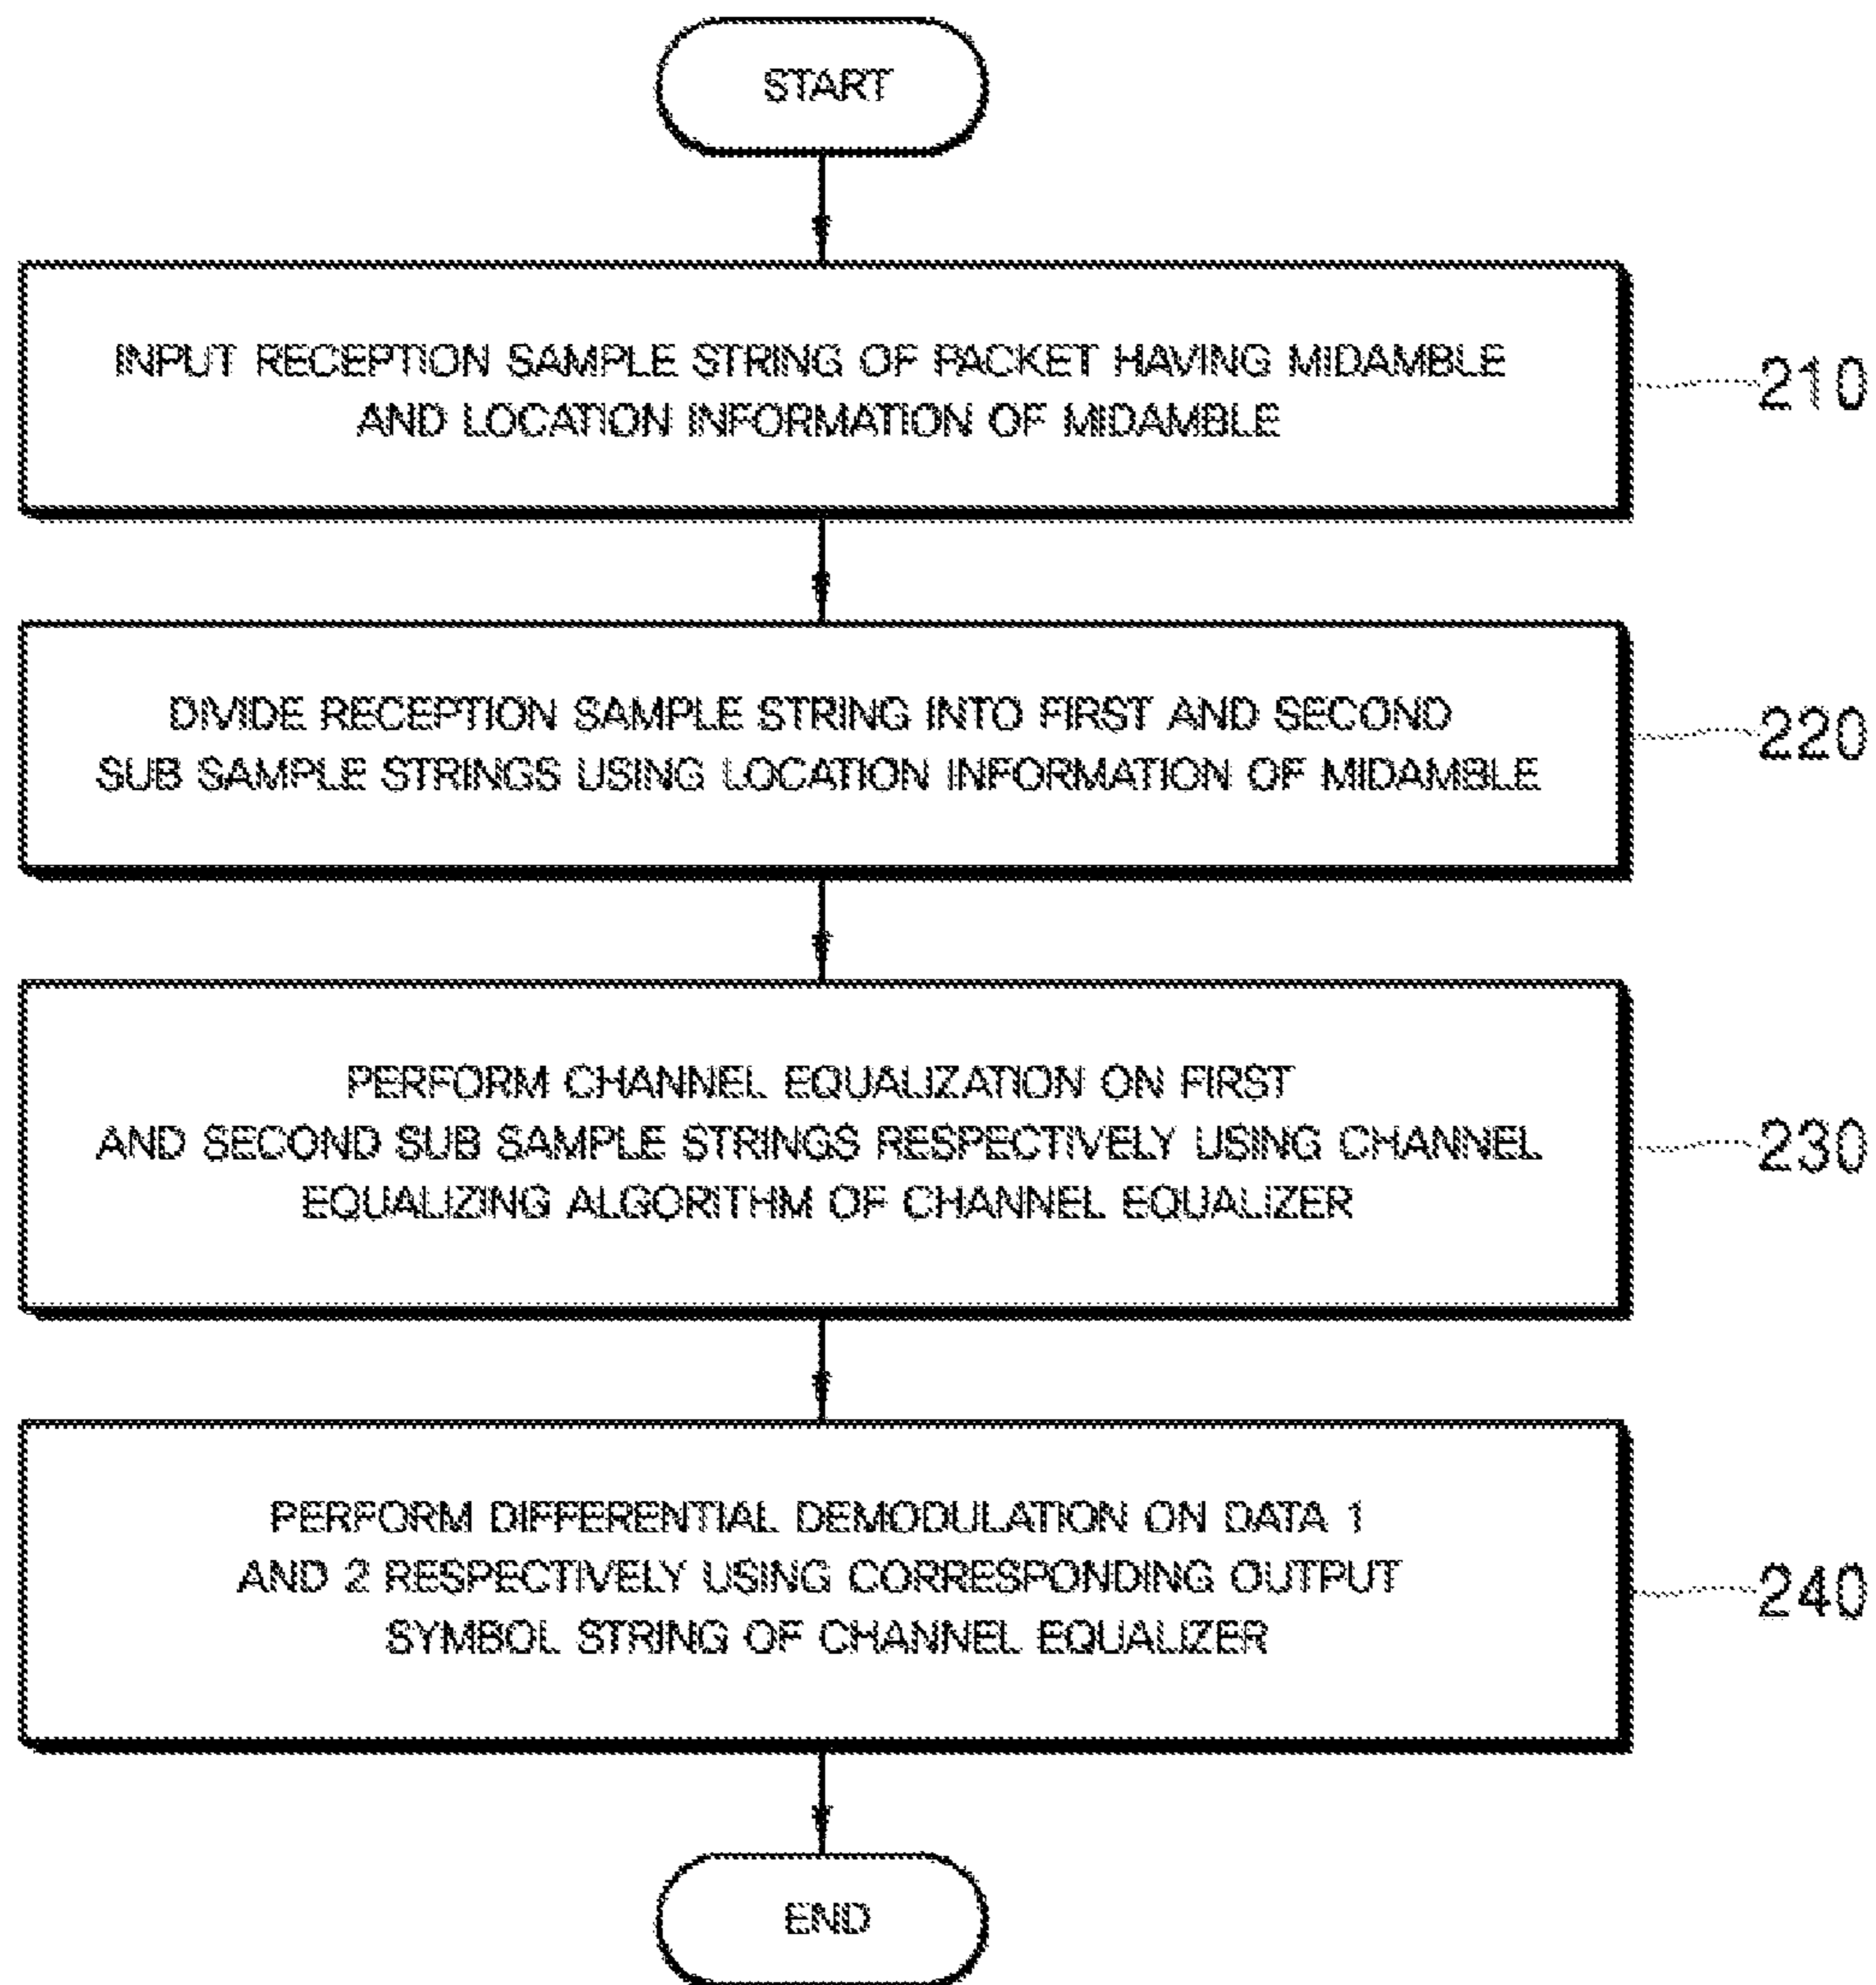 START
INPUT RECEPTION SAMPLE STRING OF PACKET HAVING MIDAMBLE
AND LOCATION INFORMATION OF MIDAMBLE
210
DIVIDE RECEPTION SAMPLE STRING INTO FIRST AND SECOND
SUB SAMPLE STRINGS USING LOCATION INFORMATION OF MIDAMBLE
220
PERFORM CHANNEL EQUALIZATION ON FIRST
AND SECOND SUB SAMPLE STRINGS RESPECTIVELY USING CHANNEL
EQUALIZING ALGORITHM OF CHANNEL EQUALIZER
230
PERFORM DIFFERENTIAL DEMODULATION ON DATA 1
AND 2 RESPECTIVELY USING CORRESPONDING OUTPUT
SYMBOL STRING OF CHANNEL EQUALIZER
240
END